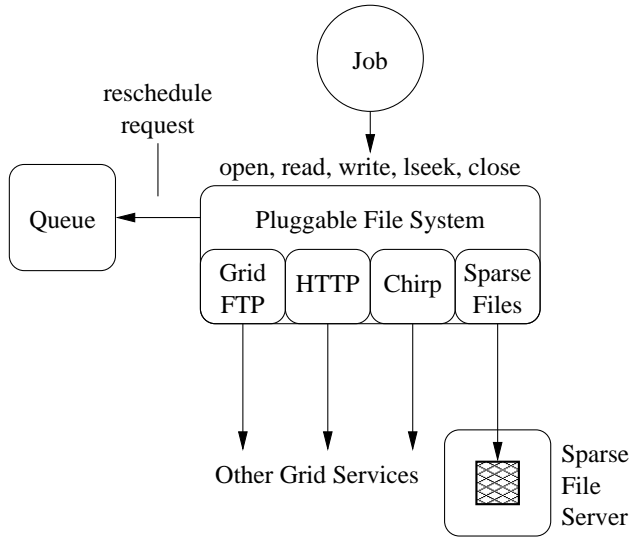 Job
reschedule
request
open, read, write, lseek, close
Queue
Pluggable File System
Grid
FTP
HTTP
Chirp
Sparse
Files
Other Grid Services
Sparse
File
Server